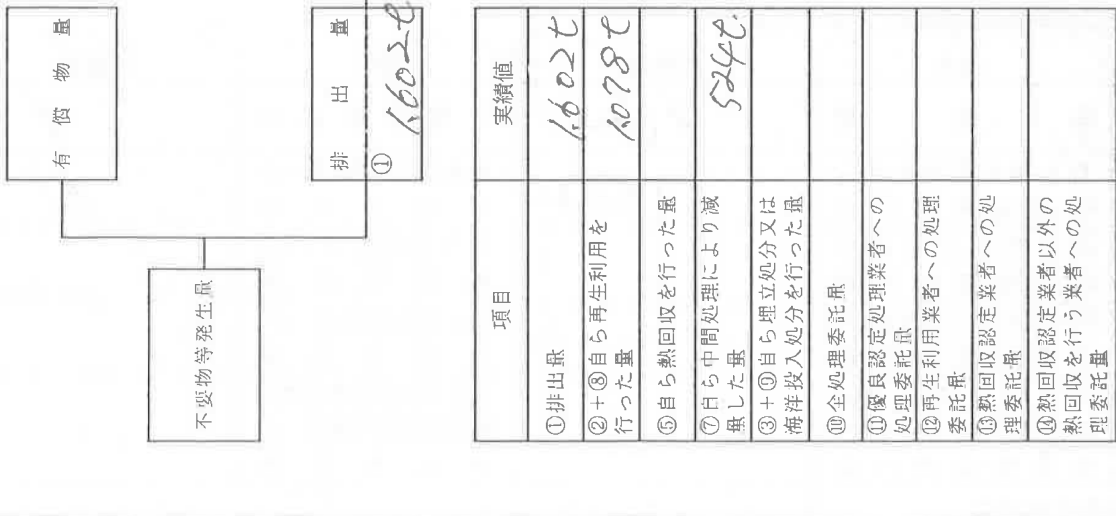 有償物量
不要物等発生量
排出量
① 1,602t
項目 実績値
①排出量 1,602t
②+⑧自ら再生利用を
行った量 1,078t
⑤自ら熱回収を行った量
⑦自ら中間処理により減
量した量 524t.
③+⑨自ら埋立処分又は
海洋投入処分を行った量
⑩全処理委託量
⑪優良認定処理業者への
処理委託量
⑫再生利用業者への処理
委託量
⑬熱回収認定業者への処
理委託量
⑭熱回収認定業者以外の
熱回収を行う業者への処
理委託量